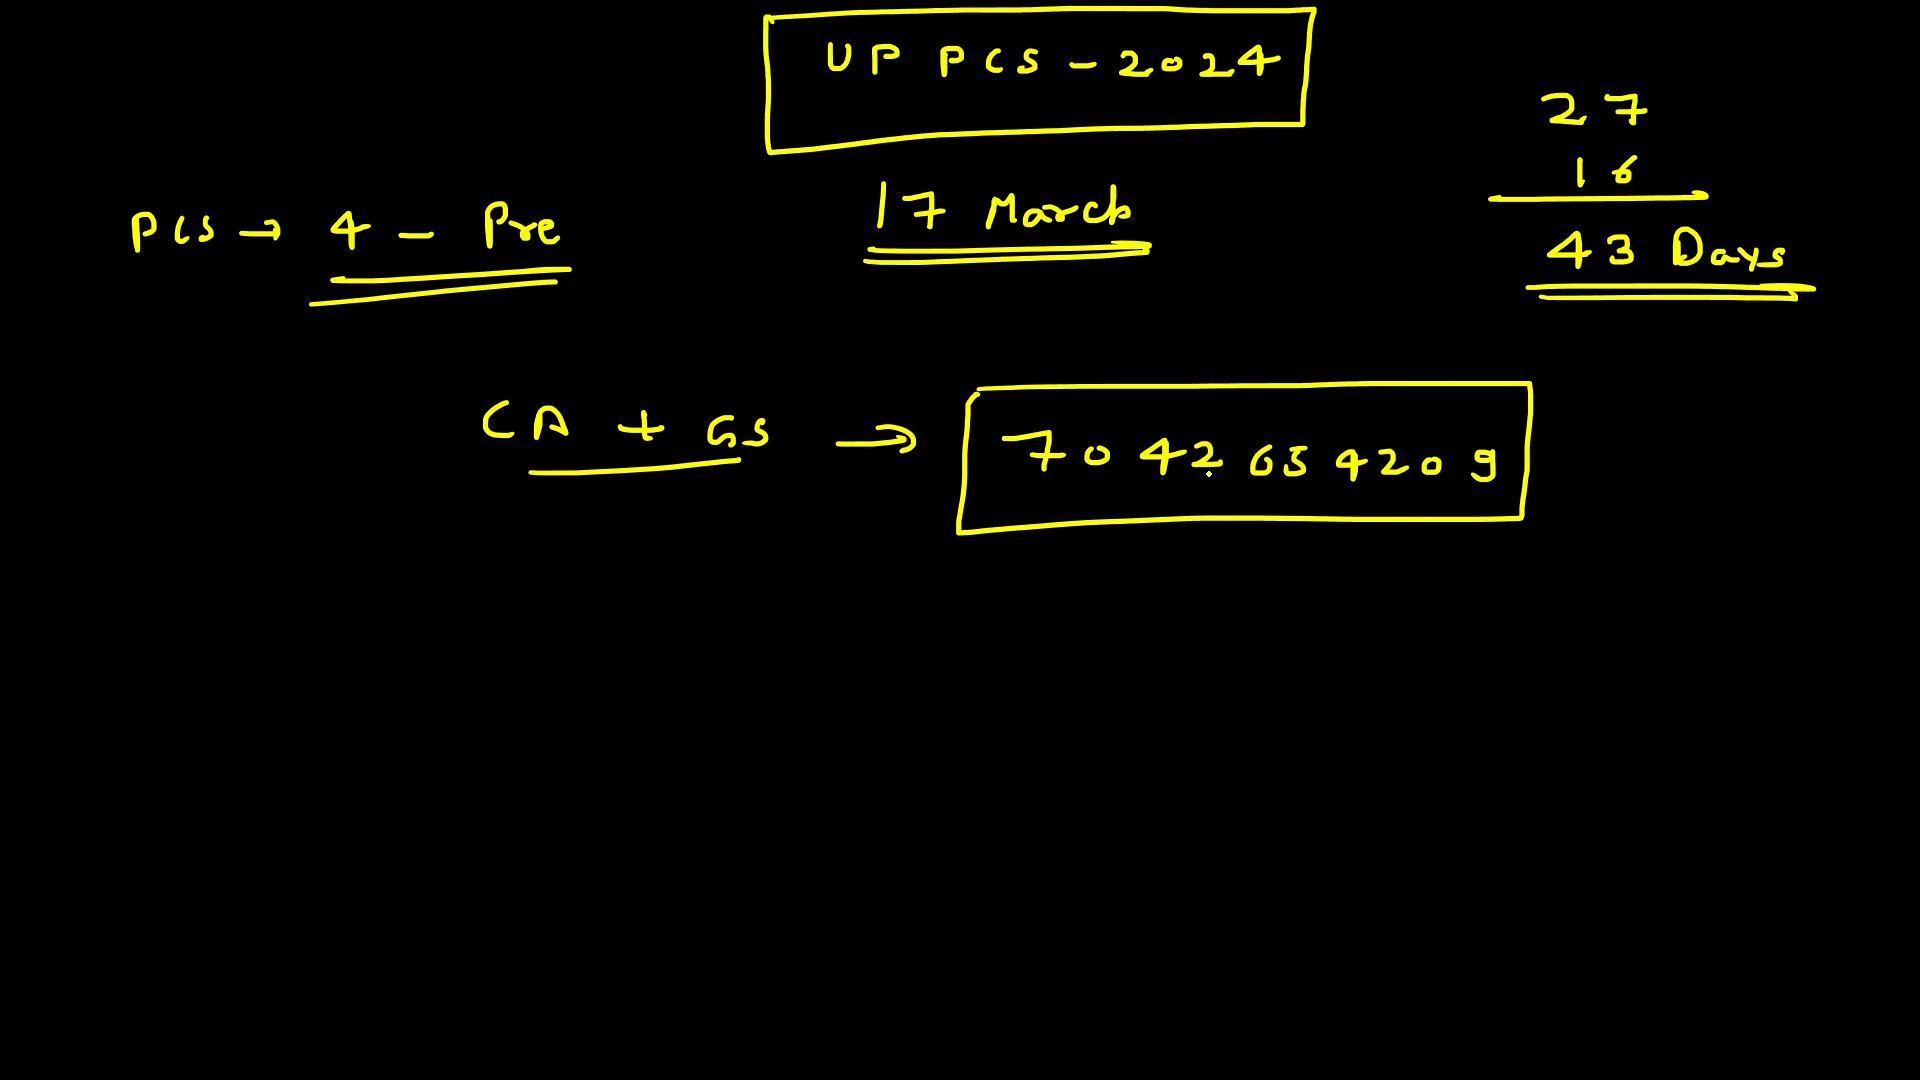 UP PCS - 2024
27
16
43 Days
17 March
PCS → 4 - Pre
CA + GS → 7042654209